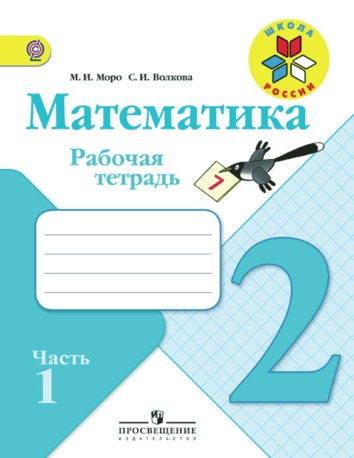 М. И. Моро С. И. Волкова
ШКОЛА
РОССИИ
Математика
Рабочая
тетрадь
7
2
Часть
1
ПРОСВЕЩЕНИЕ
ИЗДАТЕЛЬСТВО